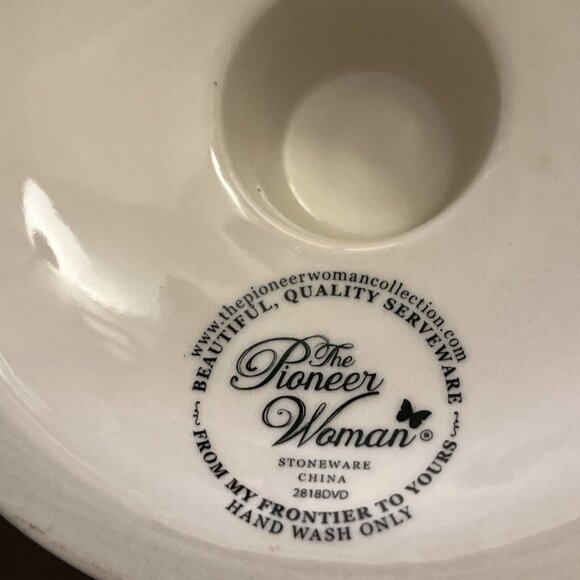 www.thepioneerwomancollection.com
BEAUTIFUL, QUALITY SERVEWARE
The
Pioneer
Woman®
STONEWARE
CHINA
2818DVD
FROM MY FRONTIER TO YOURS
HAND WASH ONLY